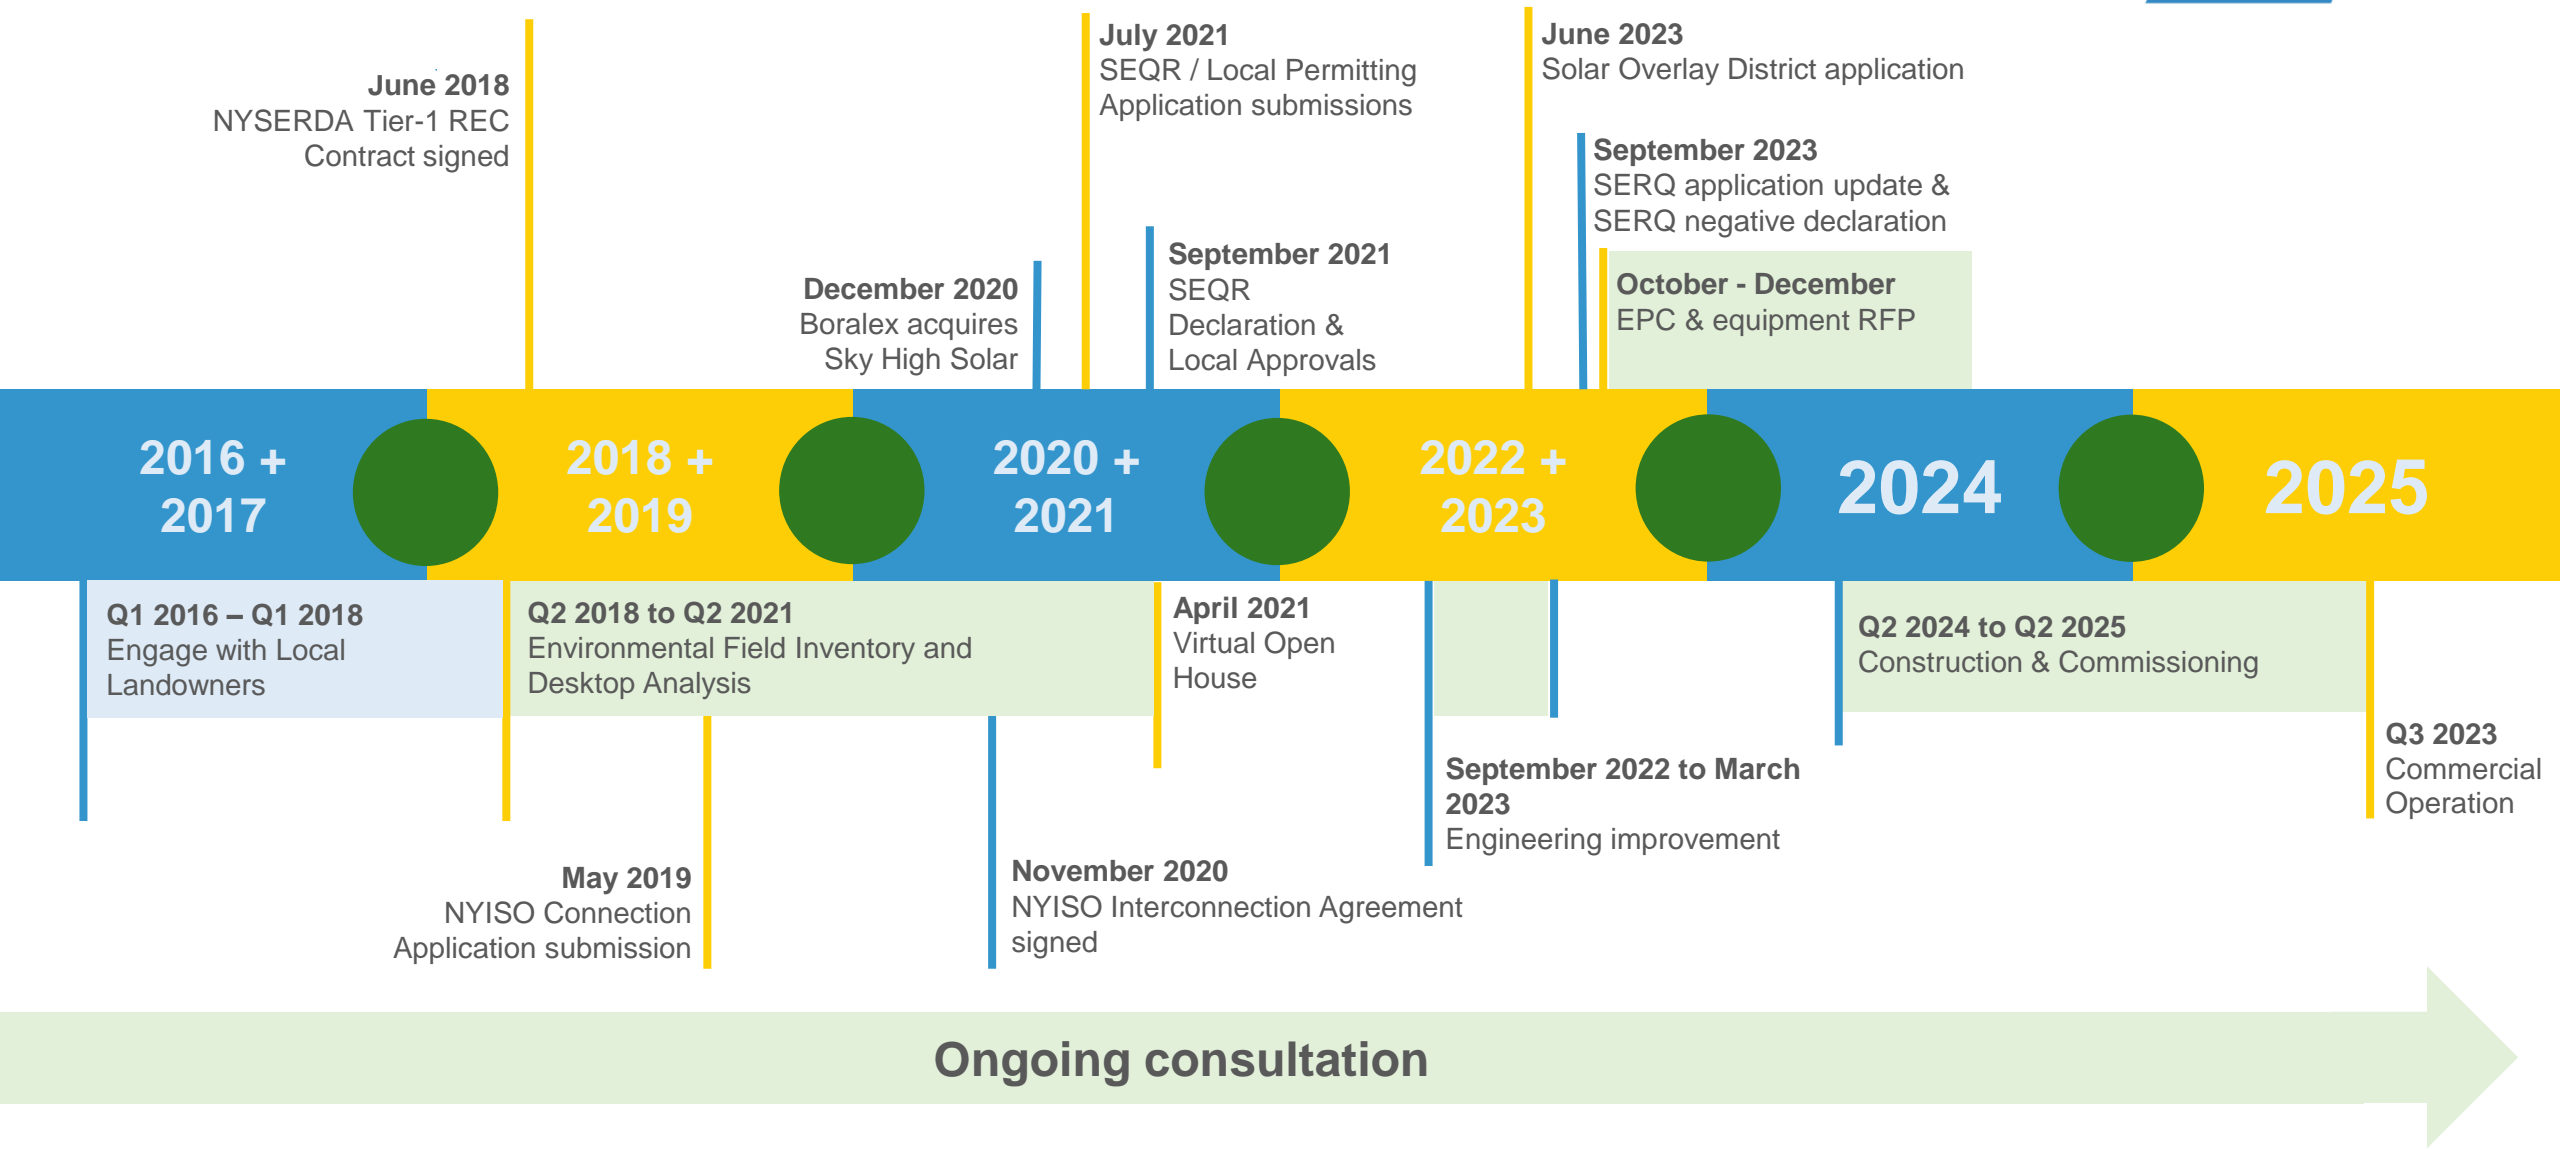 June 2018
NYSERDA Tier-1 REC
Contract signed
December 2020
Boralex acquires
Sky High Solar
July 2021
SEQR / Local Permitting
Application submissions
September 2021
SEQR
Declaration &
Local Approvals
June 2023
Solar Overlay District application
September 2023
SERQ application update &
SERQ negative declaration
October - December
EPC & equipment RFP
2016 +
2017
2018 +
2019
2020 +
2021
2022 +
2023
2024
2025
Q1 2016 – Q1 2018
Engage with Local
Landowners
Q2 2018 to Q2 2021
Environmental Field Inventory and
Desktop Analysis
April 2021
Virtual Open
House
Q2 2024 to Q2 2025
Construction & Commissioning
Q3 2023
Commercial
Operation
September 2022 to March
2023
Engineering improvement
May 2019
NYISO Connection
Application submission
November 2020
NYISO Interconnection Agreement
signed
Ongoing consultation